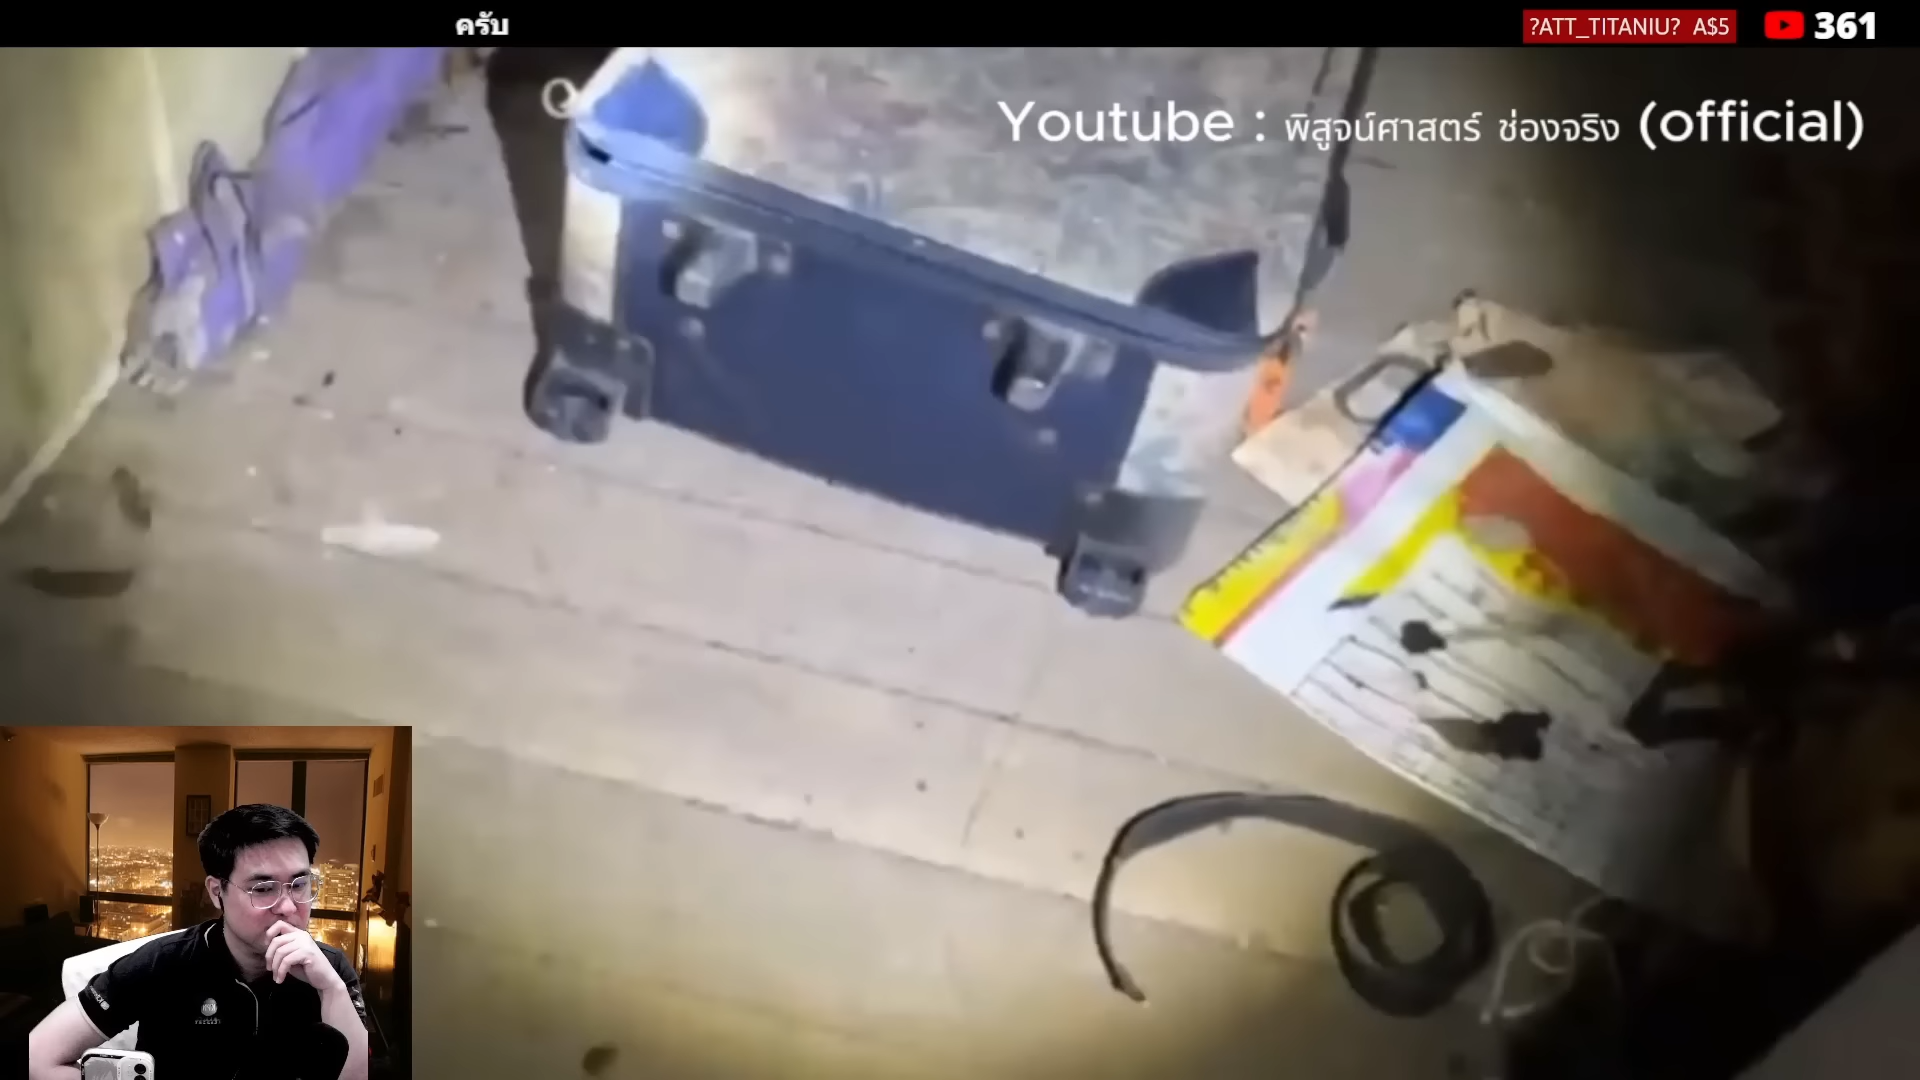 ครับ
?ATT_TITANIU? A$5
361
Youtube : พิสูจน์ศาสตร์ ช่องจริง (official)